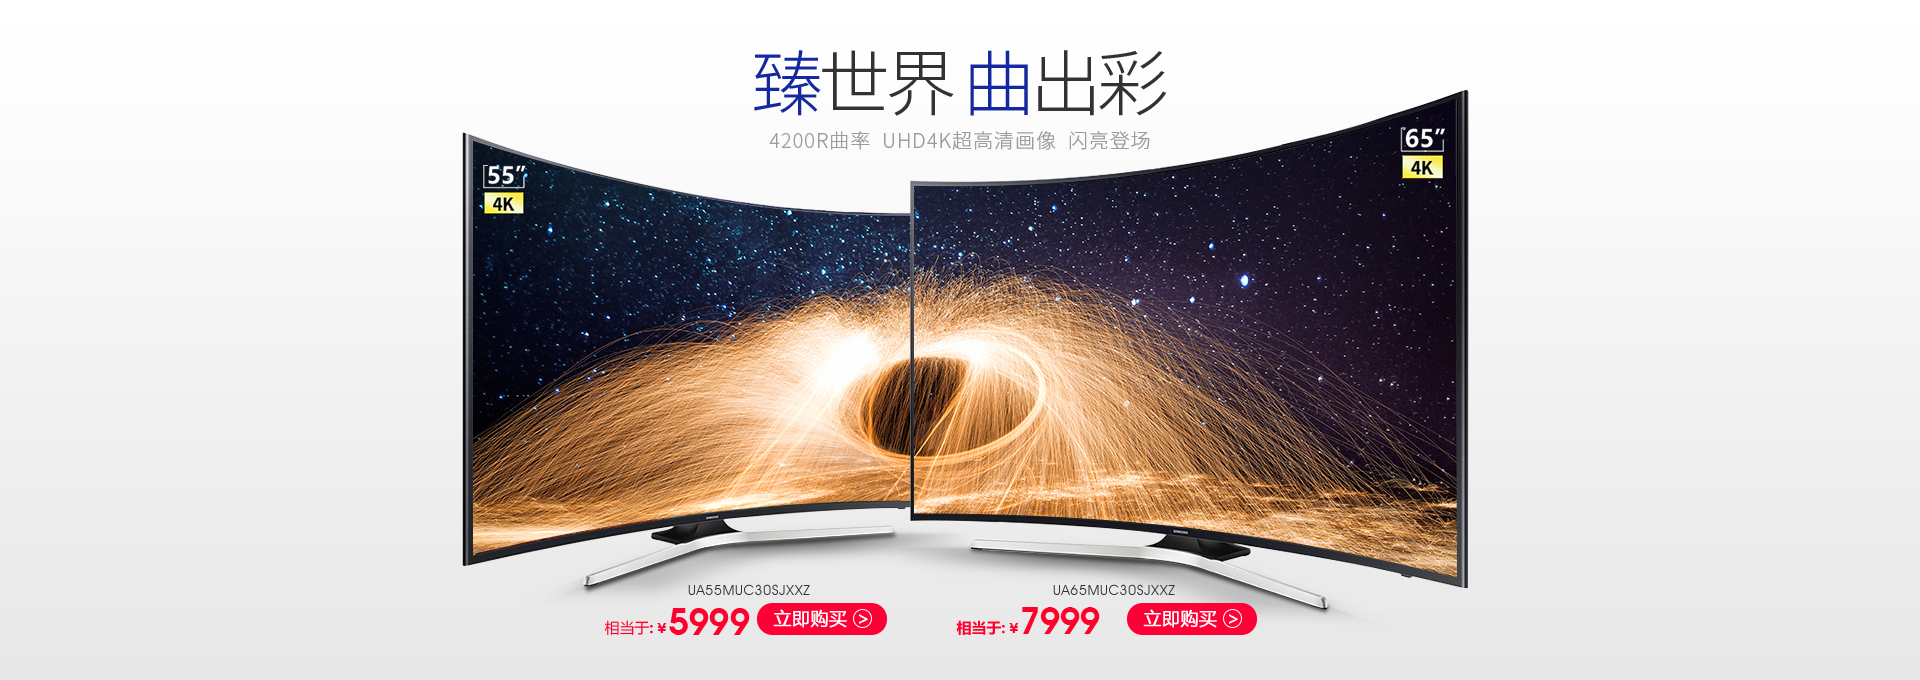 臻世界 曲出彩
4200R曲率 UHD4K超高清画像 闪亮登场
55”
4K
65”
4K
SAMSUNG
SAMSUNG
UA55MUC30SJXXZ
相当于:¥5999 立即购买 >
UA65MUC30SJXXZ
相当于:¥7999 立即购买 >